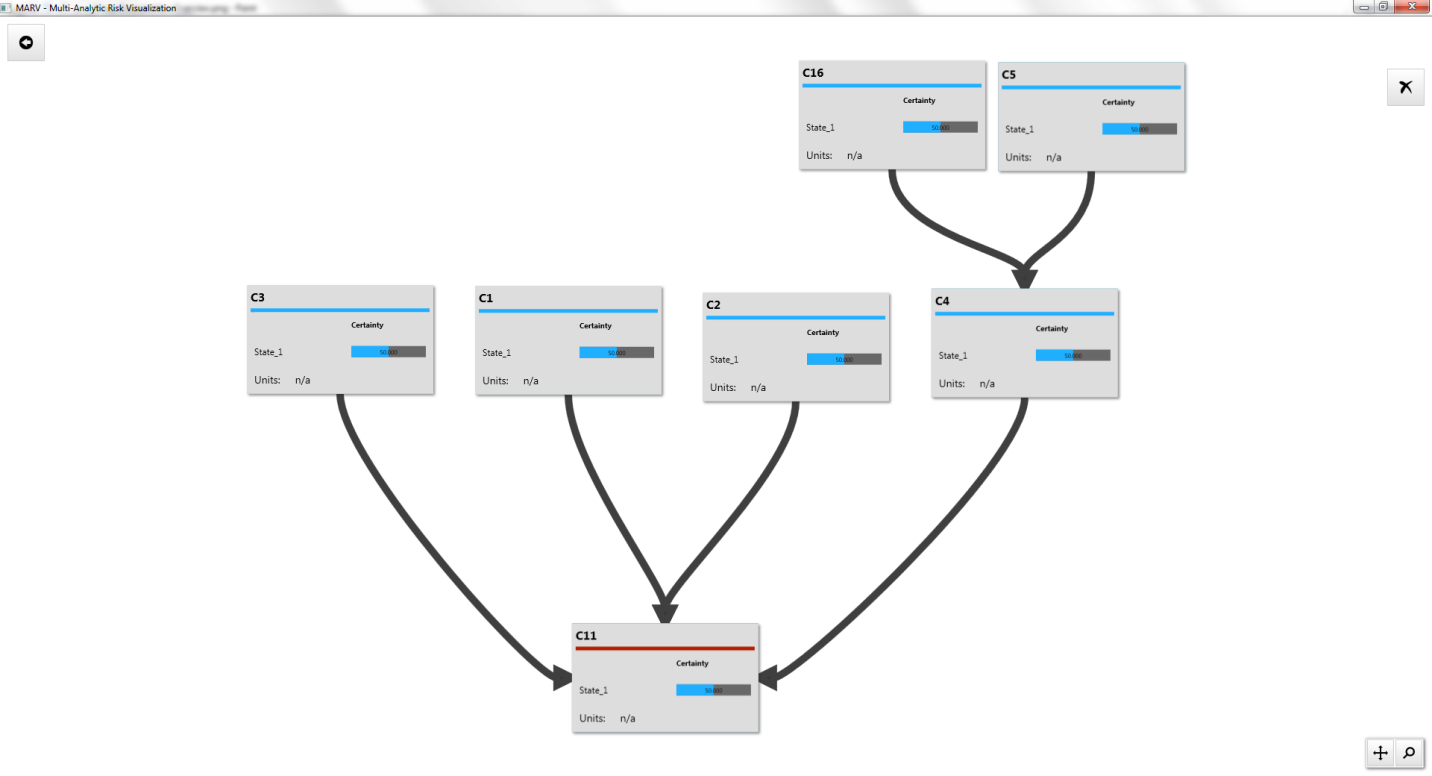 MARV - Multi-Analytic Risk Visualization
C16
Certainty
State_1
50.000
Units: n/a
C5
Certainty
State_1
50.000
Units: n/a
C3
Certainty
State_1
50.000
Units: n/a
C1
Certainty
State_1
50.000
Units: n/a
C2
Certainty
State_1
50.000
Units: n/a
C4
Certainty
State_1
50.000
Units: n/a
C11
Certainty
State_1
50.000
Units: n/a